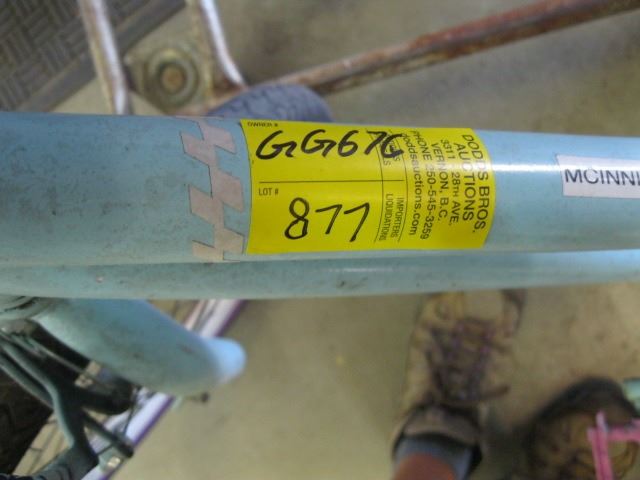 OWNER #
GG676
LOT #
877
IMPORTERS
LIQUIDATIONS
DODDS BROS.
AUCTIONS
3311 - 28TH AVE.
VERNON, B.C.
PHONE 250-545-3259
doddsauctions.com